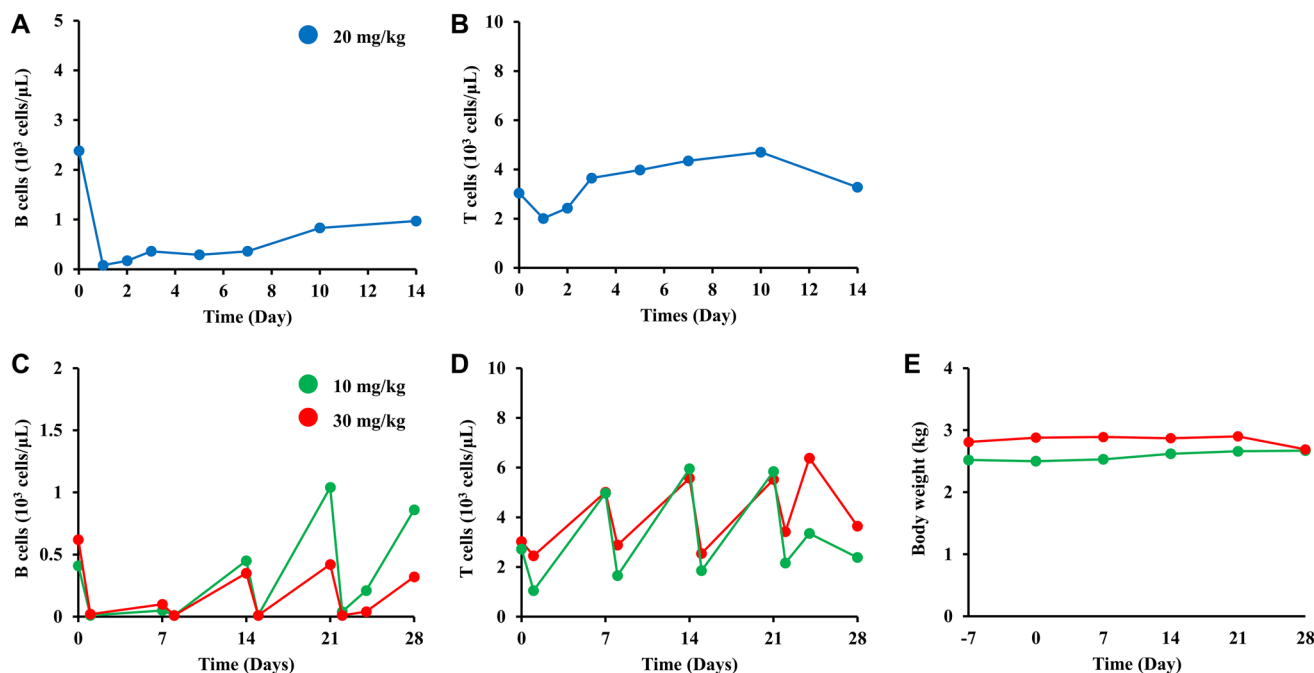 A
B cells (10³ cells/µL)
5
4
3
2
1
0
0 2 4 6 8 10 12 14
Time (Day)
20 mg/kg
B
T cells (10³ cells/µL)
10
8
6
4
2
0
0 2 4 6 8 10 12 14
Times (Day)
C
B cells (10³ cells/µL)
2
1.5
1
0.5
0
0 7 14 21 28
Time (Days)
10 mg/kg
30 mg/kg
D
T cells (10³ cells/µL)
10
8
6
4
2
0
0 7 14 21 28
Time (Days)
E
Body weight (kg)
4
3
2
1
0
-7 0 7 14 21 28
Time (Day)